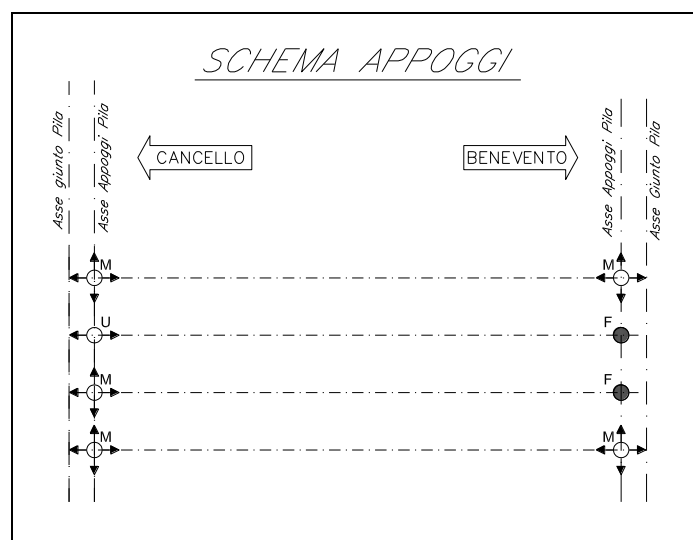 SCHEMA APPOGGI
Asse giunto Pila
Asse Appoggi Pila
CANCELLO
BENEVENTO
Asse Appoggi Pila
Asse Giunto Pila
M
M
U
F
M
F
M
M